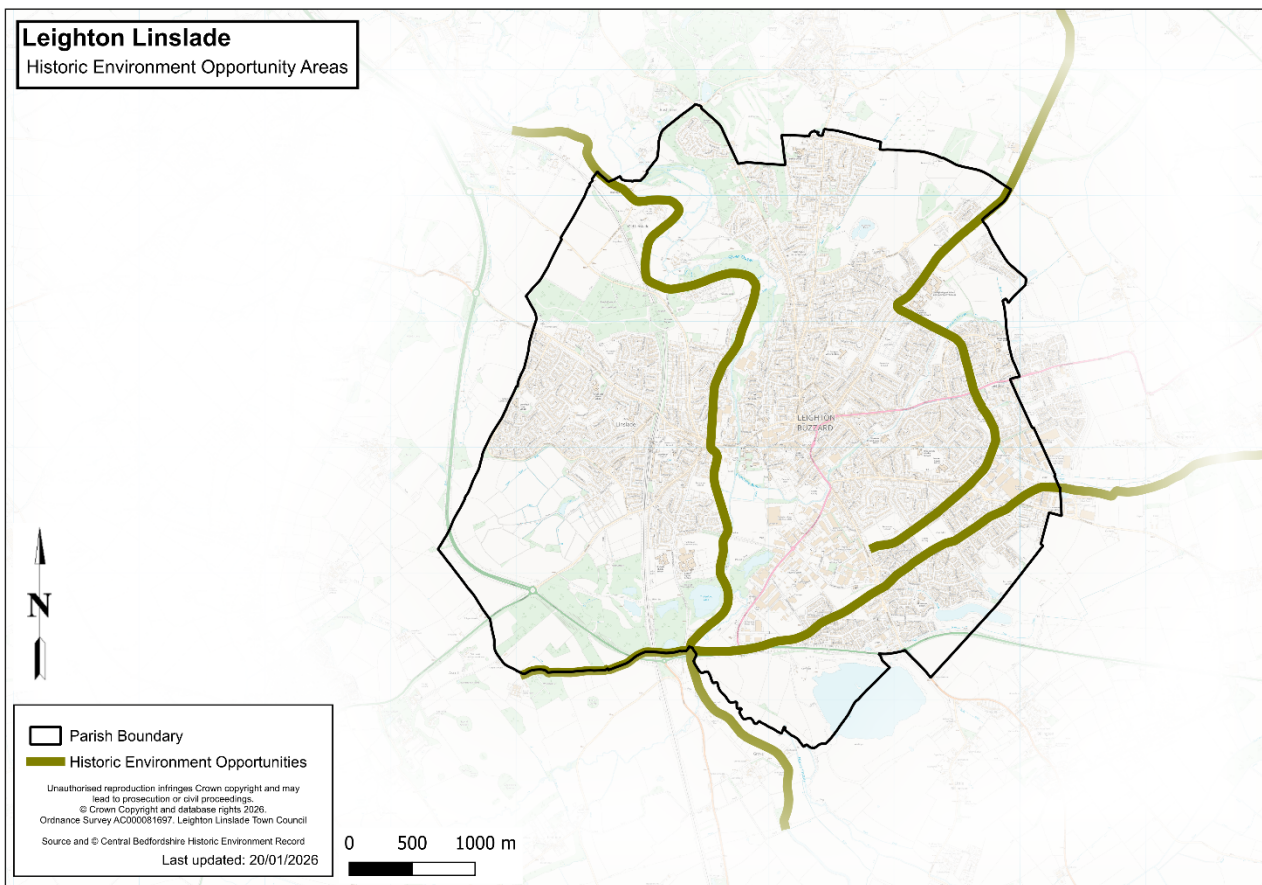 Leighton Linslade
Historic Environment Opportunity Areas
Linslade
LEIGHTON
BUZZARD
N
Parish Boundary
Historic Environment Opportunities
Unauthorised reproduction infringes Crown copyright and may
lead to prosecution or civil proceedings.
© Crown Copyright and database rights 2026.
Ordnance Survey AC000081697. Leighton Linslade Town Council
Source and © Central Bedfordshire Historic Environment Record
Last updated: 20/01/2026
0 500 1000 m